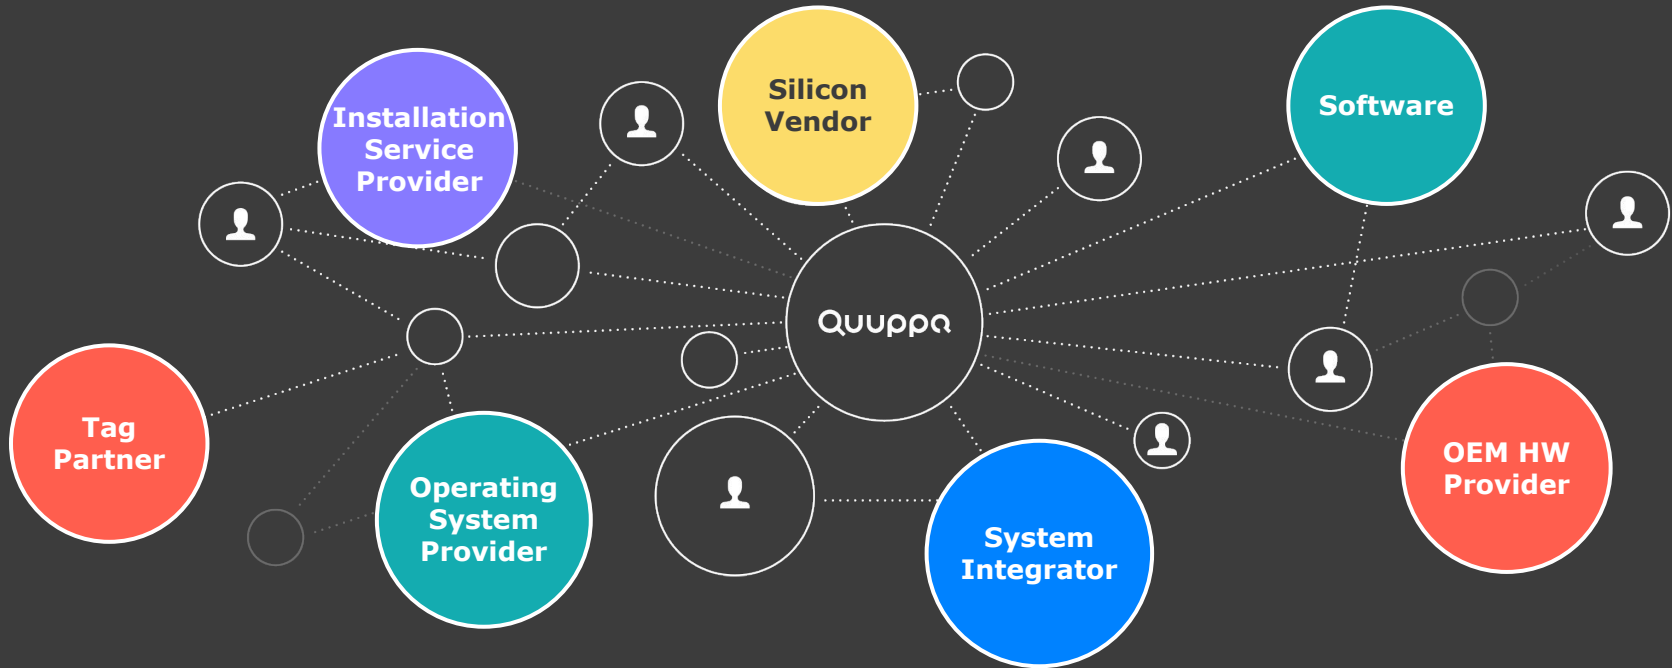 Installation
Service
Provider
Silicon
Vendor
Software
Quuppa
Tag
Partner
Operating
System
Provider
System
Integrator
OEM HW
Provider